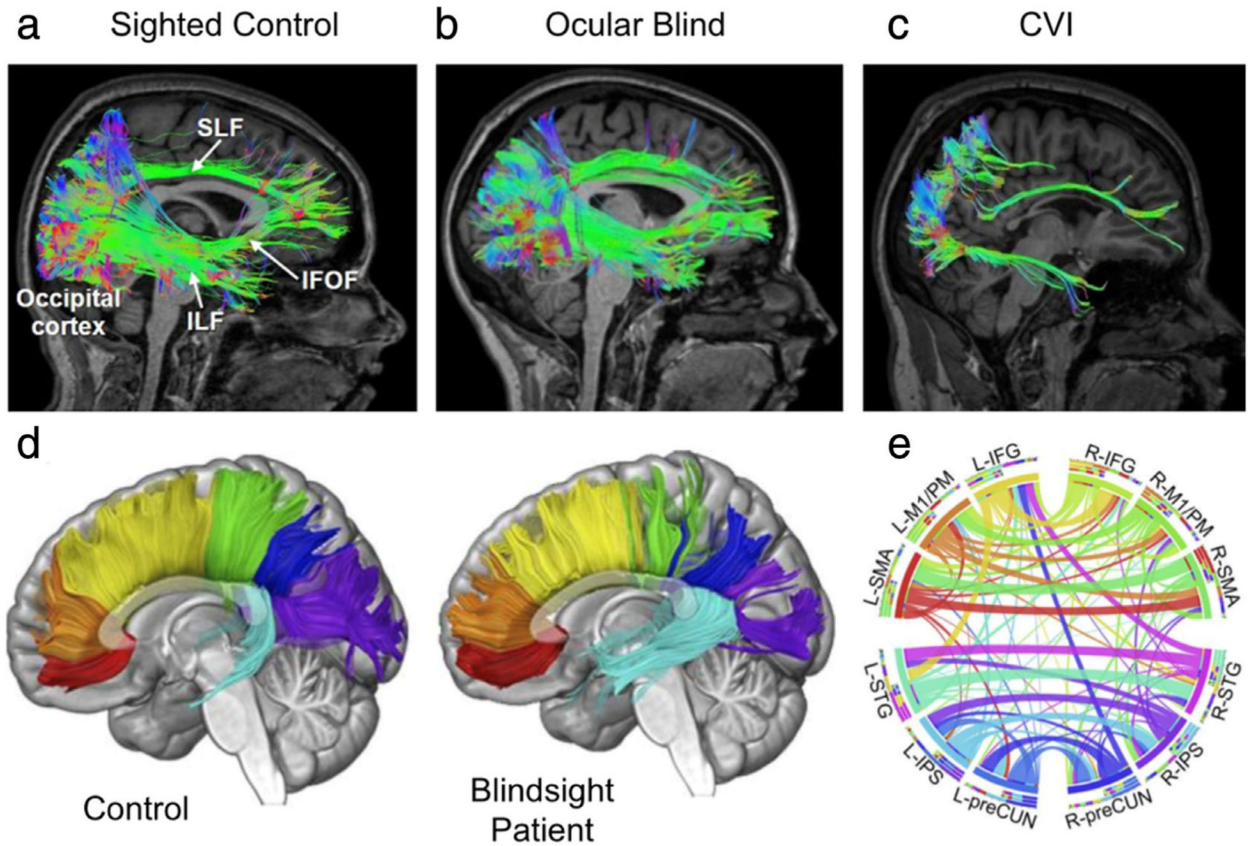 a Sighted Control
b Ocular Blind
c CVI
SLF
IFOF
ILF
Occipital
cortex
d
Control
Blindsight
Patient
e
L-IFG
R-IFG
L-M1/PM
R-M1/PM
L-SMA
R-SMA
L-STG
R-STG
L-IPS
R-IPS
L-preCUN
R-preCUN